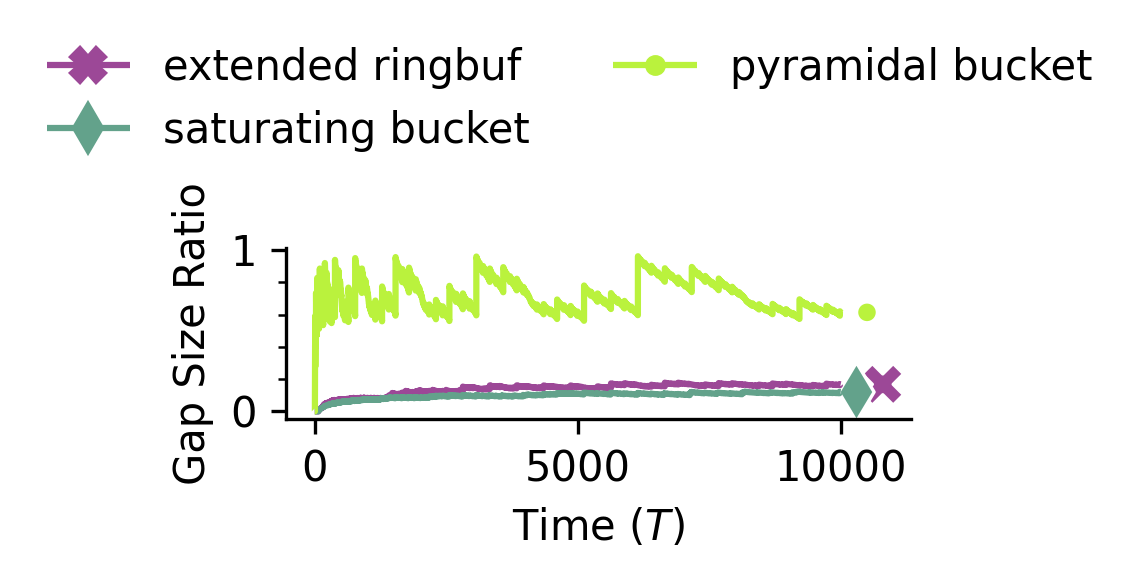 extended ringbuf
saturating bucket
pyramidal bucket
Gap Size Ratio
1
0
0 5000 10000
Time (T)